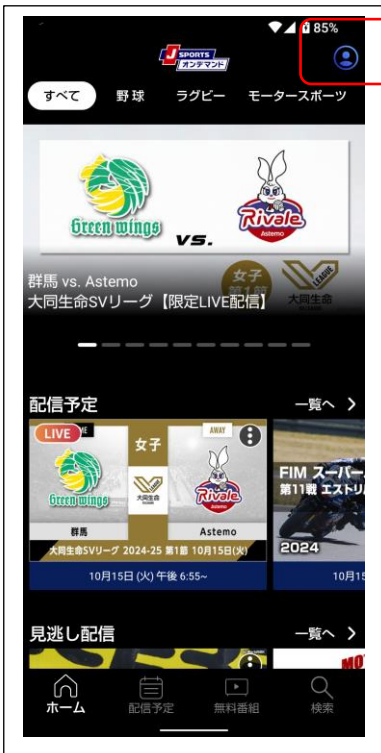 85%
J SPORTS
オンデマンド
すべて 野球 ラグビー モータースポーツ
Green wings vs. Rivale
Astemo
群馬 vs. Astemo
女子
第1節
大同生命SVリーグ【限定LIVE配信】
大同生命
配信予定 一覧へ
LIVE
女子
AWAY
Green wings
大同生命
Rivale
群馬 Astemo
大同生命SVリーグ 2024-25 第1節 10月15日(火)
10月15日 (火) 午後 6:55~
FIM スーパー
第11戦 エストリ
2024
10月15
見逃し配信 一覧へ
MO
ホーム 配信予定 無料番組 検索